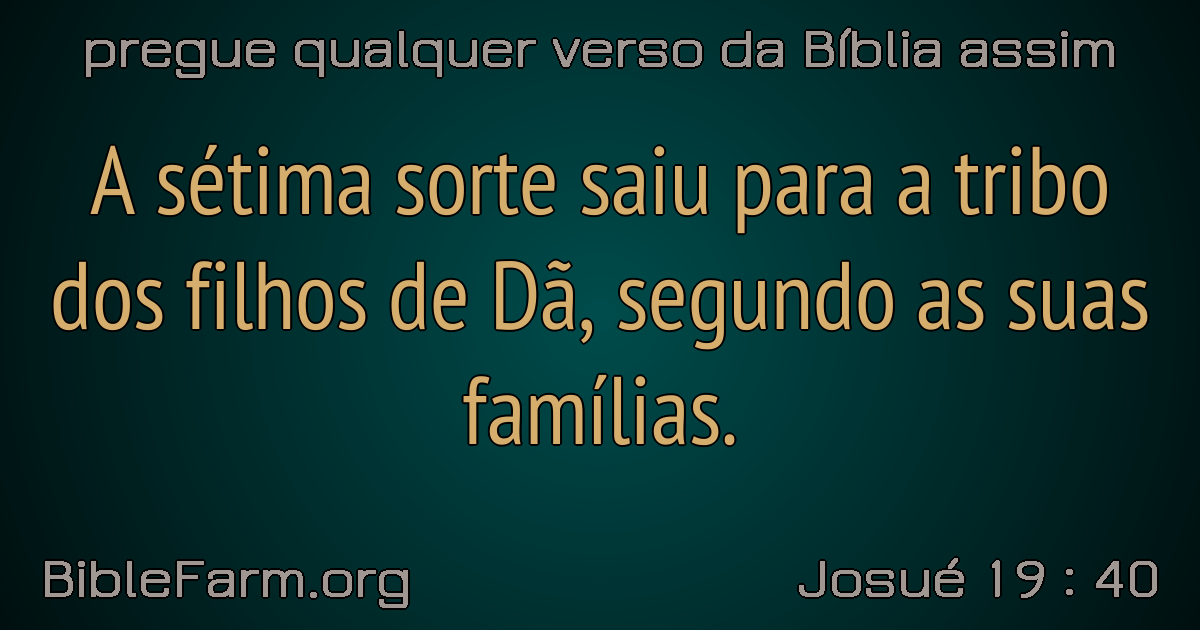 pregue qualquer verso da Bíblia assim
A sétima sorte saiu para a tribo
dos filhos de Dã, segundo as suas
famílias.
BibleFarm.org
Josué 19 : 40